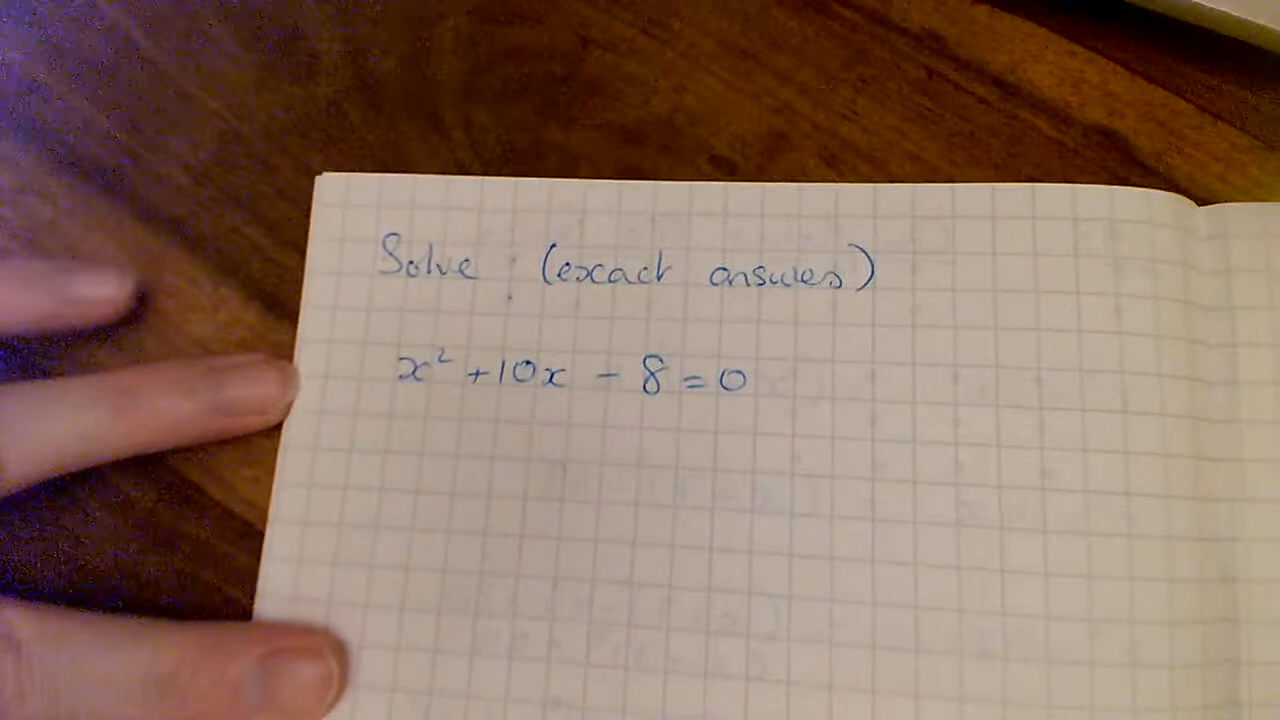 Solve : (exact answers)
x² + 10x - 8 = 0